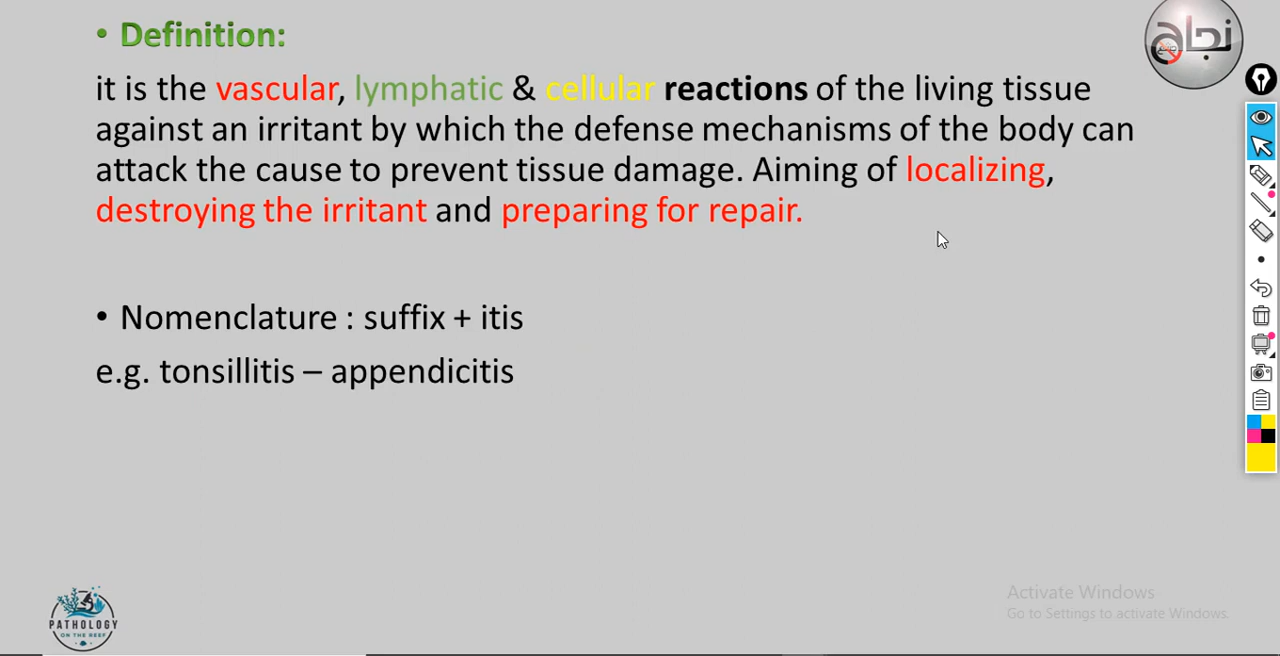 • Definition:
it is the vascular, lymphatic & cellular reactions of the living tissue
against an irritant by which the defense mechanisms of the body can
attack the cause to prevent tissue damage. Aiming of localizing,
destroying the irritant and preparing for repair.
• Nomenclature : suffix + itis
e.g. tonsillitis – appendicitis
نجاح
PATHOLOGY
ON THE REEF
Activate Windows
Go to Settings to activate Windows.